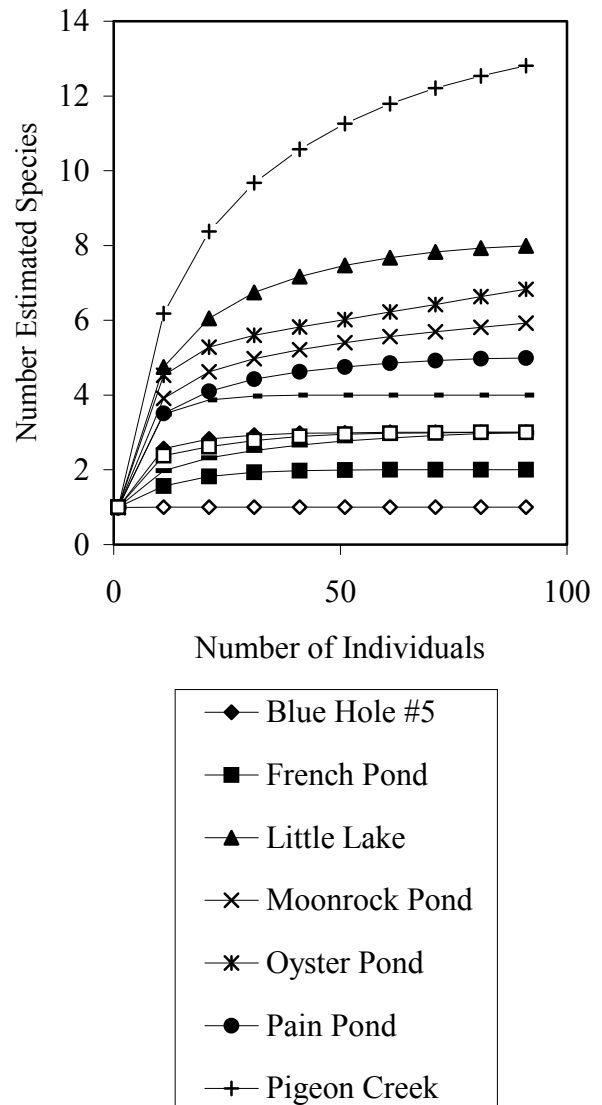 14
12
10
8
6
4
2
0
Number Estimated Species
0 50 100
Number of Individuals
Blue Hole #5
French Pond
Little Lake
Moonrock Pond
Oyster Pond
Pain Pond
Pigeon Creek